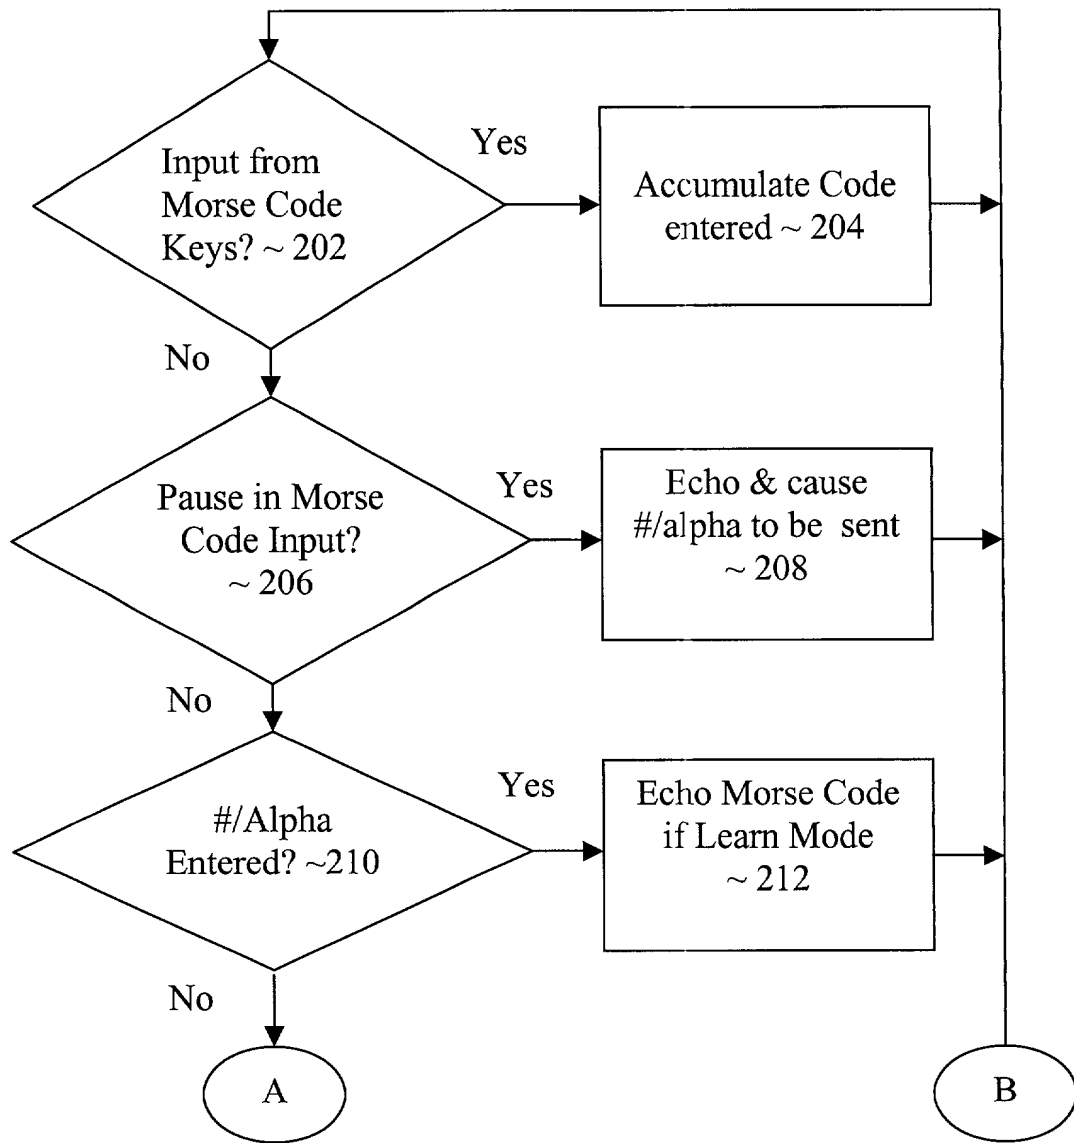 Input from
Morse Code
Keys? ~ 202
Yes
Accumulate Code
entered ~ 204
No
Pause in Morse
Code Input?
~ 206
Yes
Echo & cause
#/alpha to be sent
~ 208
No
#/Alpha
Entered? ~210
Yes
Echo Morse Code
if Learn Mode
~ 212
No
A
B